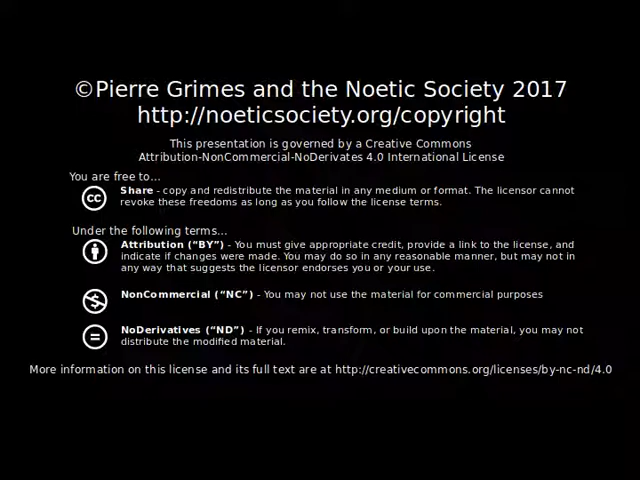 ©Pierre Grimes and the Noetic Society 2017
http://noeticsociety.org/copyright
This presentation is governed by a Creative Commons
Attribution-NonCommercial-NoDerivates 4.0 International License
You are free to...
Share - copy and redistribute the material in any medium or format. The licensor cannot
revoke these freedoms as long as you follow the license terms.
Under the following terms...
Attribution (“BY”) - You must give appropriate credit, provide a link to the license, and
indicate if changes were made. You may do so in any reasonable manner, but may not in
any way that suggests the licensor endorses you or your use.
NonCommercial (“NC”) - You may not use the material for commercial purposes
NoDerivatives (“ND”) - If you remix, transform, or build upon the material, you may not
distribute the modified material.
More information on this license and its full text are at http://creativecommons.org/licenses/by-nc-nd/4.0